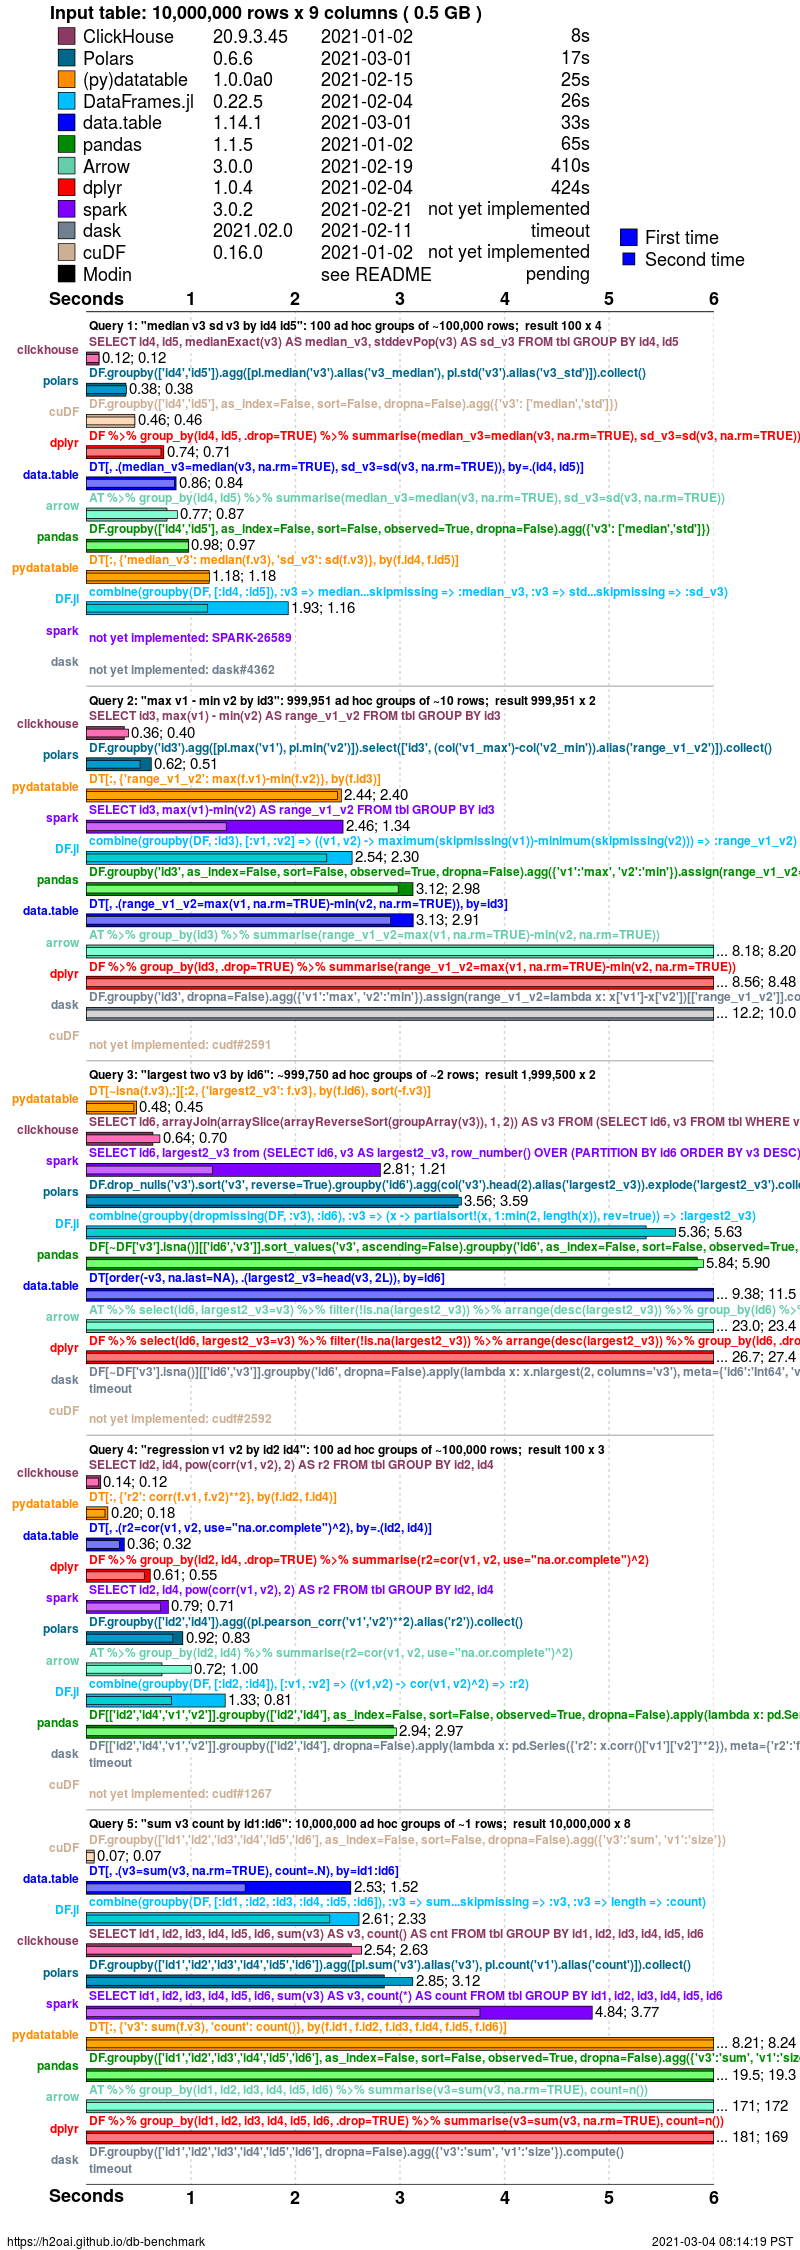 Input table: 10,000,000 rows x 9 columns ( 0.5 GB )
ClickHouse 20.9.3.45 2021-01-02 8s
Polars 0.6.6 2021-03-01 17s
(py)datatable 1.0.0a0 2021-02-15 25s
DataFrames.jl 0.22.5 2021-02-04 26s
data.table 1.14.1 2021-03-01 33s
pandas 1.1.5 2021-01-02 65s
Arrow 3.0.0 2021-02-19 410s
dplyr 1.0.4 2021-02-04 424s
spark 3.0.2 2021-02-21 not yet implemented
dask 2021.02.0 2021-02-11 timeout
First time
cuDF 0.16.0 2021-01-02 not yet implemented
Second time
Modin see README pending
Seconds 1 2 3 4 5 6
Query 1: "median v3 sd v3 by id4 id5": 100 ad hoc groups of ~100,000 rows; result 100 x 4
SELECT id4, id5, medianExact(v3) AS median_v3, stddevPop(v3) AS sd_v3 FROM tbl GROUP BY id4, id5
clickhouse 0.12; 0.12
DF.groupby(['id4','id5']).agg([pl.median('v3').alias('v3_median'), pl.std('v3').alias('v3_std')]).collect()
polars 0.38; 0.38
DF.groupby(['id4','id5'], as_index=False, sort=False, dropna=False).agg({'v3': ['median','std']})
cuDF 0.46; 0.46
DF %>% group_by(id4, id5, .drop=TRUE) %>% summarise(median_v3=median(v3, na.rm=TRUE), sd_v3=sd(v3, na.rm=TRUE))
dplyr 0.74; 0.71
DT[, .(median_v3=median(v3, na.rm=TRUE), sd_v3=sd(v3, na.rm=TRUE)), by=.(id4, id5)]
data.table 0.86; 0.84
AT %>% group_by(id4, id5) %>% summarise(median_v3=median(v3, na.rm=TRUE), sd_v3=sd(v3, na.rm=TRUE))
arrow 0.77; 0.87
DF.groupby(['id4','id5'], as_index=False, sort=False, observed=True, dropna=False).agg({'v3': ['median','std']})
pandas 0.98; 0.97
DT[:, {'median_v3': median(f.v3), 'sd_v3': sd(f.v3)}, by(f.id4, f.id5)]
pydatatable 1.18; 1.18
combine(groupby(DF, [:id4, :id5]), :v3 => median...skipmissing => :median_v3, :v3 => std...skipmissing => :sd_v3)
DF.jl 1.93; 1.16
spark not yet implemented: SPARK-26589
dask not yet implemented: dask#4362
Query 2: "max v1 - min v2 by id3": 999,951 ad hoc groups of ~10 rows; result 999,951 x 2
SELECT id3, max(v1) - min(v2) AS range_v1_v2 FROM tbl GROUP BY id3
clickhouse 0.36; 0.40
DF.groupby('id3').agg([pl.max('v1'), pl.min('v2')]).select(['id3', (col('v1_max')-col('v2_min')).alias('range_v1_v2')]).collect()
polars 0.62; 0.51
DT[:, {'range_v1_v2': max(f.v1)-min(f.v2)}, by(f.id3)]
pydatatable 2.44; 2.40
SELECT id3, max(v1)-min(v2) AS range_v1_v2 FROM tbl GROUP BY id3
spark 2.46; 1.34
combine(groupby(DF, :id3), [:v1, :v2] => ((v1, v2) -> maximum(skipmissing(v1))-minimum(skipmissing(v2))) => :range_v1_v2)
DF.jl 2.54; 2.30
DF.groupby('id3', as_index=False, sort=False, observed=True, dropna=False).agg({'v1':'max', 'v2':'min'}).assign(range_v1_v2=
pandas 3.12; 2.98
DT[, .(range_v1_v2=max(v1, na.rm=TRUE)-min(v2, na.rm=TRUE)), by=id3]
data.table 3.13; 2.91
AT %>% group_by(id3) %>% summarise(range_v1_v2=max(v1, na.rm=TRUE)-min(v2, na.rm=TRUE))
arrow ... 8.18; 8.20
DF %>% group_by(id3, .drop=TRUE) %>% summarise(range_v1_v2=max(v1, na.rm=TRUE)-min(v2, na.rm=TRUE))
dplyr ... 8.56; 8.48
DF.groupby('id3', dropna=False).agg({'v1':'max', 'v2':'min'}).assign(range_v1_v2=lambda x: x['v1']-x['v2'])[['range_v1_v2']].co
dask ... 12.2; 10.0
cuDF not yet implemented: cudf#2591
Query 3: "largest two v3 by id6": ~999,750 ad hoc groups of ~2 rows; result 1,999,500 x 2
DT[~isna(f.v3),:][:2, {'largest2_v3': f.v3}, by(f.id6), sort(-f.v3)]
pydatatable 0.48; 0.45
SELECT id6, arrayJoin(arraySlice(arrayReverseSort(groupArray(v3)), 1, 2)) AS v3 FROM (SELECT id6, v3 FROM tbl WHERE v
clickhouse 0.64; 0.70
SELECT id6, largest2_v3 from (SELECT id6, v3 AS largest2_v3, row_number() OVER (PARTITION BY id6 ORDER BY v3 DESC)
spark 2.81; 1.21
DF.drop_nulls('v3').sort('v3', reverse=True).groupby('id6').agg(col('v3').head(2).alias('largest2_v3')).explode('largest2_v3').colle
polars 3.56; 3.59
combine(groupby(dropmissing(DF, :v3), :id6), :v3 => (x -> partialsort!(x, 1:min(2, length(x)), rev=true)) => :largest2_v3)
DF.jl 5.36; 5.63
DF[~DF['v3'].isna()][['id6','v3']].sort_values('v3', ascending=False).groupby('id6', as_index=False, sort=False, observed=True,
pandas 5.84; 5.90
DT[order(-v3, na.last=NA), .(largest2_v3=head(v3, 2L)), by=id6]
data.table ... 9.38; 11.5
AT %>% select(id6, largest2_v3=v3) %>% filter(!is.na(largest2_v3)) %>% arrange(desc(largest2_v3)) %>% group_by(id6) %>%
arrow ... 23.0; 23.4
DF %>% select(id6, largest2_v3=v3) %>% filter(!is.na(largest2_v3)) %>% arrange(desc(largest2_v3)) %>% group_by(id6, .dro
dplyr ... 26.7; 27.4
DF[~DF['v3'].isna()][['id6','v3']].groupby('id6', dropna=False).apply(lambda x: x.nlargest(2, columns='v3'), meta={'id6':'Int64', 'v
dask timeout
cuDF not yet implemented: cudf#2592
Query 4: "regression v1 v2 by id2 id4": 100 ad hoc groups of ~100,000 rows; result 100 x 3
SELECT id2, id4, pow(corr(v1, v2), 2) AS r2 FROM tbl GROUP BY id2, id4
clickhouse 0.14; 0.12
DT[:, {'r2': corr(f.v1, f.v2)**2}, by(f.id2, f.id4)]
pydatatable 0.20; 0.18
DT[, .(r2=cor(v1, v2, use="na.or.complete")^2), by=.(id2, id4)]
data.table 0.36; 0.32
DF %>% group_by(id2, id4, .drop=TRUE) %>% summarise(r2=cor(v1, v2, use="na.or.complete")^2)
dplyr 0.61; 0.55
SELECT id2, id4, pow(corr(v1, v2), 2) AS r2 FROM tbl GROUP BY id2, id4
spark 0.79; 0.71
DF.groupby(['id2','id4']).agg((pl.pearson_corr('v1','v2')**2).alias('r2')).collect()
polars 0.92; 0.83
AT %>% group_by(id2, id4) %>% summarise(r2=cor(v1, v2, use="na.or.complete")^2)
arrow 0.72; 1.00
combine(groupby(DF, [:id2, :id4]), [:v1, :v2] => ((v1,v2) -> cor(v1, v2)^2) => :r2)
DF.jl 1.33; 0.81
DF[['id2','id4','v1','v2']].groupby(['id2','id4'], as_index=False, sort=False, observed=True, dropna=False).apply(lambda x: pd.Se
pandas 2.94; 2.97
DF[['id2','id4','v1','v2']].groupby(['id2','id4'], dropna=False).apply(lambda x: pd.Series({'r2': x.corr()['v1']['v2']**2}), meta={'r2':'f
dask timeout
cuDF not yet implemented: cudf#1267
Query 5: "sum v3 count by id1:id6": 10,000,000 ad hoc groups of ~1 rows; result 10,000,000 x 8
DF.groupby(['id1','id2','id3','id4','id5','id6'], as_index=False, sort=False, dropna=False).agg({'v3':'sum', 'v1':'size'})
cuDF 0.07; 0.07
DT[, .(v3=sum(v3, na.rm=TRUE), count=.N), by=id1:id6]
data.table 2.53; 1.52
combine(groupby(DF, [:id1, :id2, :id3, :id4, :id5, :id6]), :v3 => sum...skipmissing => :v3, :v3 => length => :count)
DF.jl 2.61; 2.33
SELECT id1, id2, id3, id4, id5, id6, sum(v3) AS v3, count() AS cnt FROM tbl GROUP BY id1, id2, id3, id4, id5, id6
clickhouse 2.54; 2.63
DF.groupby(['id1','id2','id3','id4','id5','id6']).agg([pl.sum('v3').alias('v3'), pl.count('v1').alias('count')]).collect()
polars 2.85; 3.12
SELECT id1, id2, id3, id4, id5, id6, sum(v3) AS v3, count(*) AS count FROM tbl GROUP BY id1, id2, id3, id4, id5, id6
spark 4.84; 3.77
DT[:, {'v3': sum(f.v3), 'count': count()}, by(f.id1, f.id2, f.id3, f.id4, f.id5, f.id6)]
pydatatable ... 8.21; 8.24
DF.groupby(['id1','id2','id3','id4','id5','id6'], as_index=False, sort=False, observed=True, dropna=False).agg({'v3':'sum', 'v1':'size
pandas ... 19.5; 19.3
AT %>% group_by(id1, id2, id3, id4, id5, id6) %>% summarise(v3=sum(v3, na.rm=TRUE), count=n())
arrow ... 171; 172
DF %>% group_by(id1, id2, id3, id4, id5, id6, .drop=TRUE) %>% summarise(v3=sum(v3, na.rm=TRUE), count=n())
dplyr ... 181; 169
DF.groupby(['id1','id2','id3','id4','id5','id6'], dropna=False).agg({'v3':'sum', 'v1':'size'}).compute()
dask timeout
Seconds 1 2 3 4 5 6
https://h2oai.github.io/db-benchmark 2021-03-04 08:14:19 PST